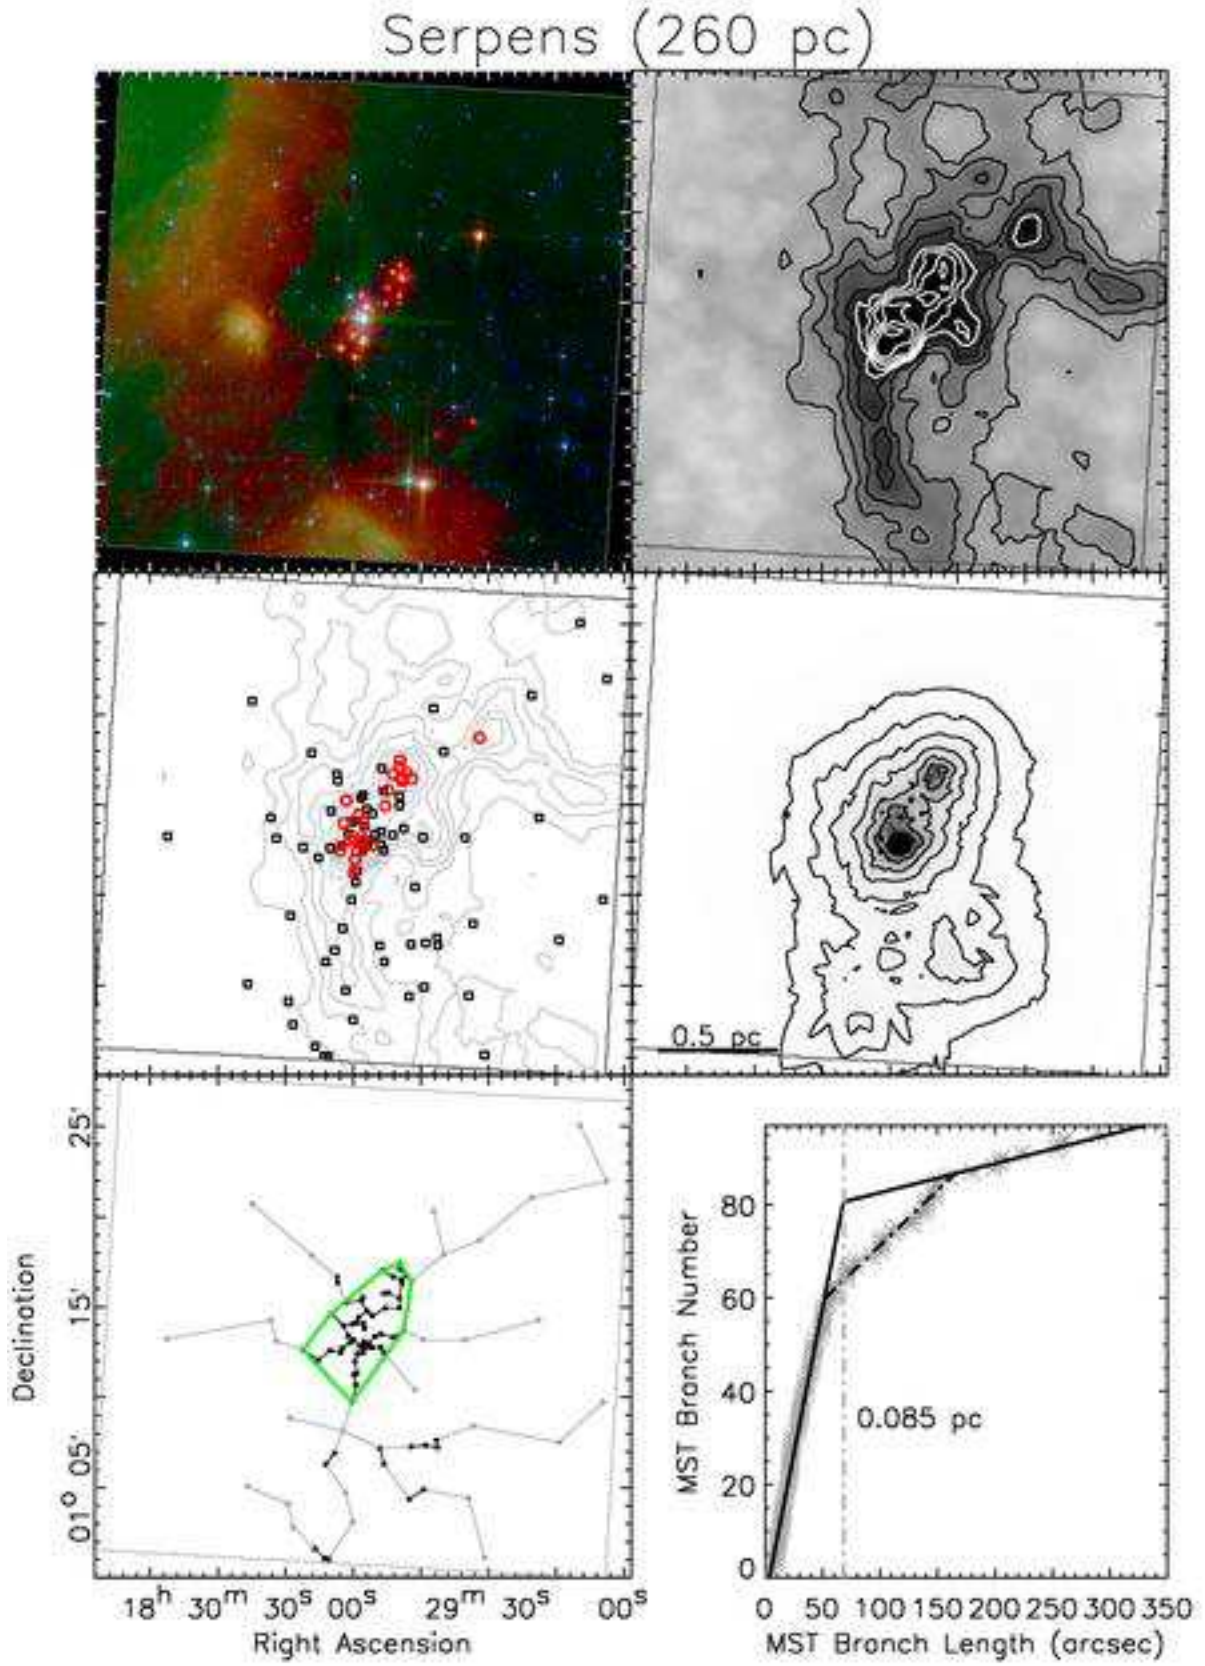 Serpens (260 pc)
0.5 pc
Declination
25'
15'
01° 05'
18h 30m 30s 00s 29m 30s 00s
Right Ascension
MST Branch Number
80
60
40
20
0
0.085 pc
0 50 100 150 200 250 300 350
MST Branch Length (arcsec)